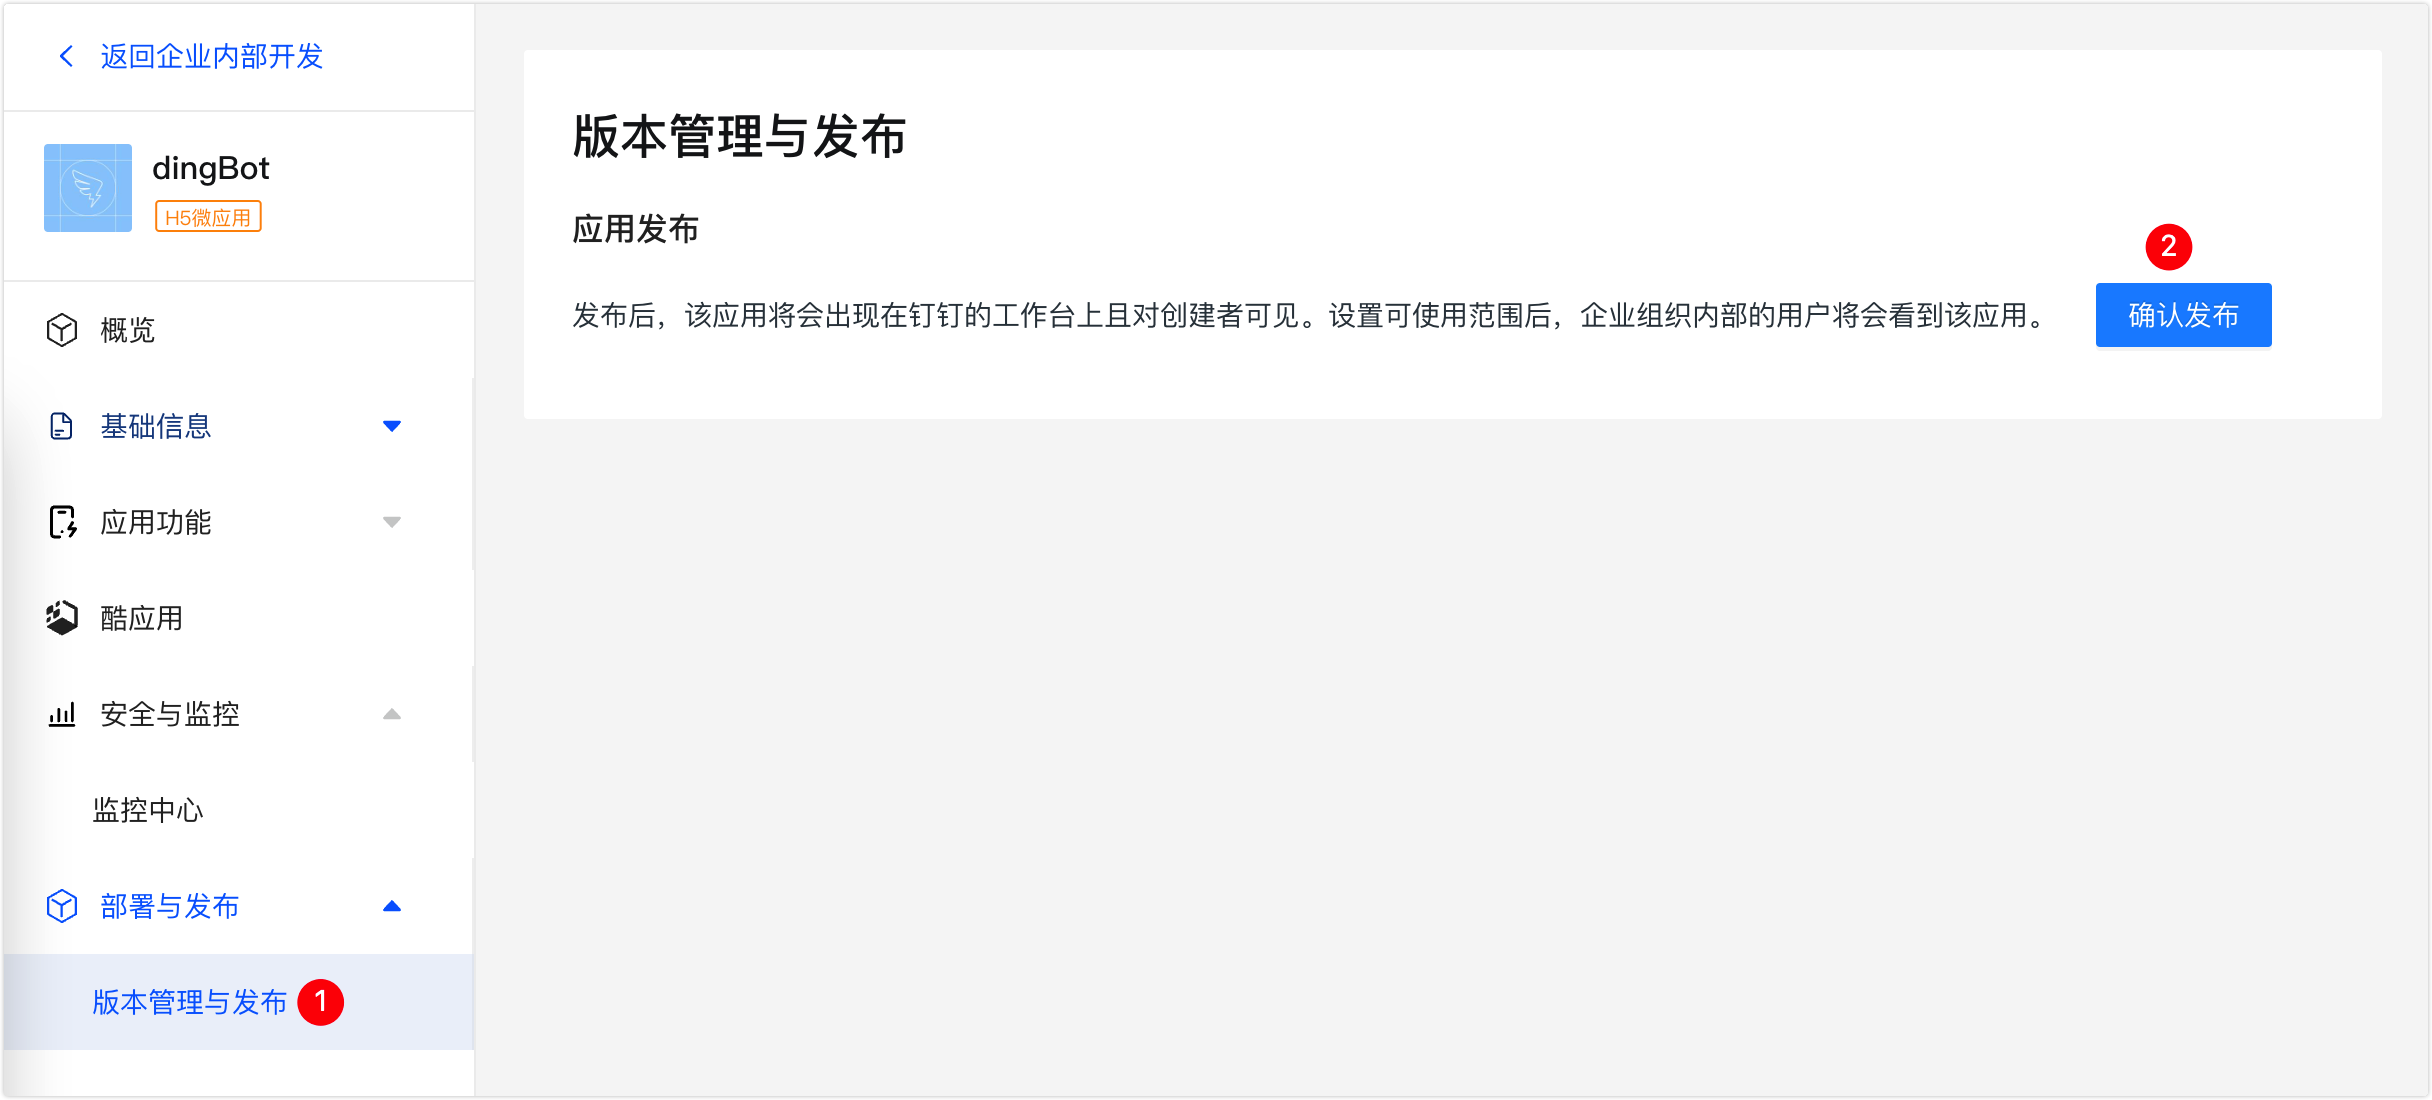 返回企业内部开发
dingBot
H5微应用
概览
基础信息
应用功能
酷应用
安全与监控
监控中心
部署与发布
版本管理与发布 1
版本管理与发布
应用发布
2
发布后，该应用将会出现在钉钉的工作台上且对创建者可见。设置可使用范围后，企业组织内部的用户将会看到该应用。 确认发布